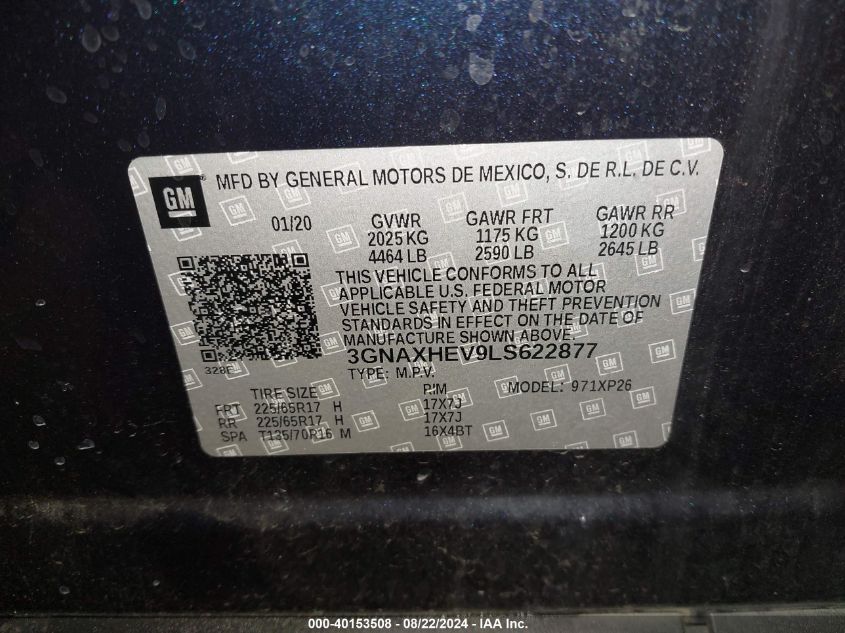 GM MFD BY GENERAL MOTORS DE MEXICO, S. DE R.L. DE C.V.
01/20 GVWR GAWR FRT GAWR RR
2025 KG 1175 KG 1200 KG
4464 LB 2590 LB 2645 LB
THIS VEHICLE CONFORMS TO ALL
APPLICABLE U.S. FEDERAL MOTOR
VEHICLE SAFETY AND THEFT PREVENTION
STANDARDS IN EFFECT ON THE DATE OF
MANUFACTURE SHOWN ABOVE.
3GNAXHEV9LS622877
TYPE: M.P.V. MODEL: 971XP26
TIRE SIZE RIM
FRT 225/65R17 H 17X7J
RR 225/65R17 H 17X7J
SPA T135/70R16 M 16X4BT
000-40153508 - 08/22/2024 - IAAI.COM